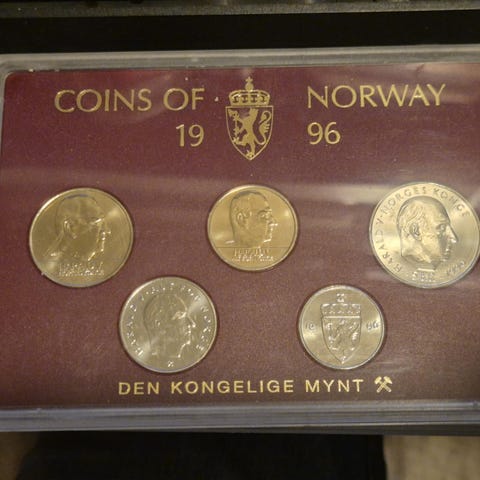 COINS OF NORWAY
19 96
HARALD V NORGES KONGE
19 96
DEN KONGELIGE MYNT